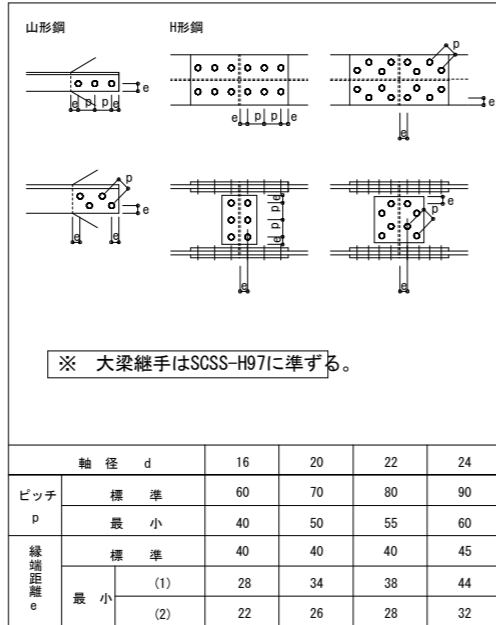 山形鋼 H形鋼
p
e
e p p e
e p p e
e
e
p
e
e e
e
p
p
e
e
e
p
e
※ 大梁継手はSCSS-H97に準ずる。
軸 径 d 16 20 22 24
ピッチ p 標 準 60 70 80 90
最 小 40 50 55 60
縁端距離 e 標 準 40 40 40 45
最 小 (1) 28 34 38 44
(2) 22 26 28 32